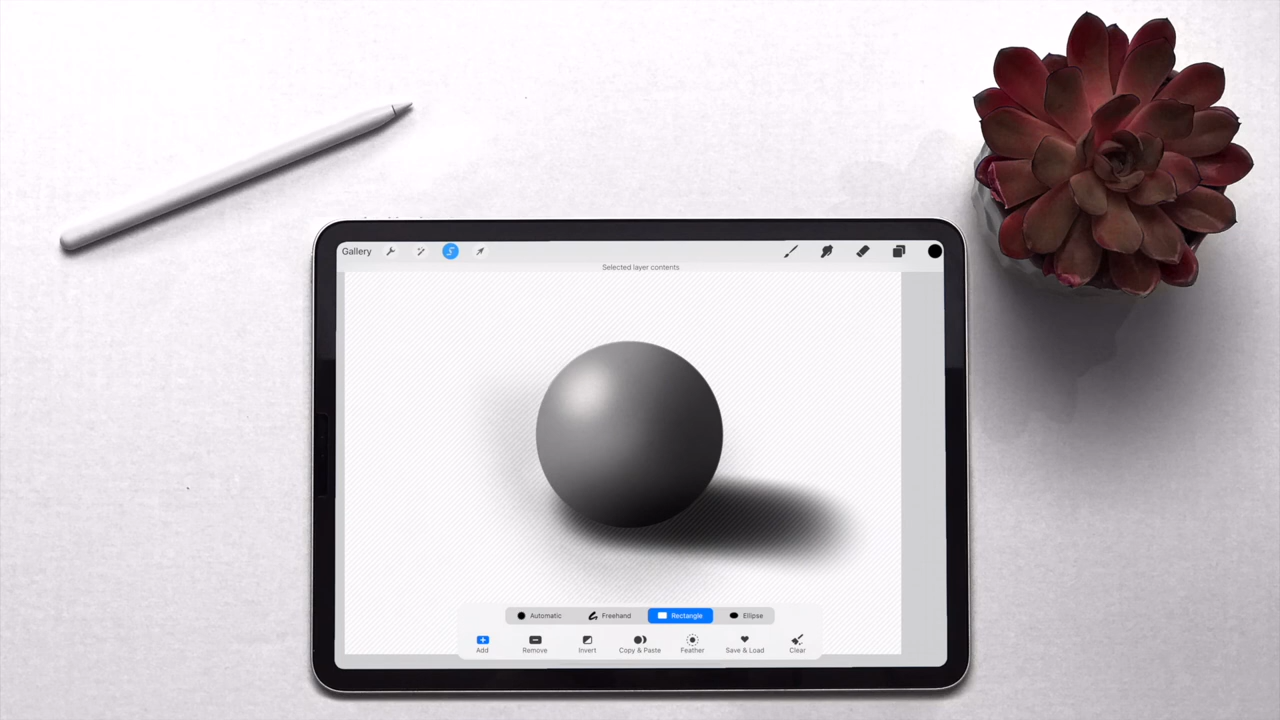 Gallery
Selected layer contents
Automatic Freehand Rectangle Ellipse
Add Remove Invert Copy & Paste Feather Save & Load Clear